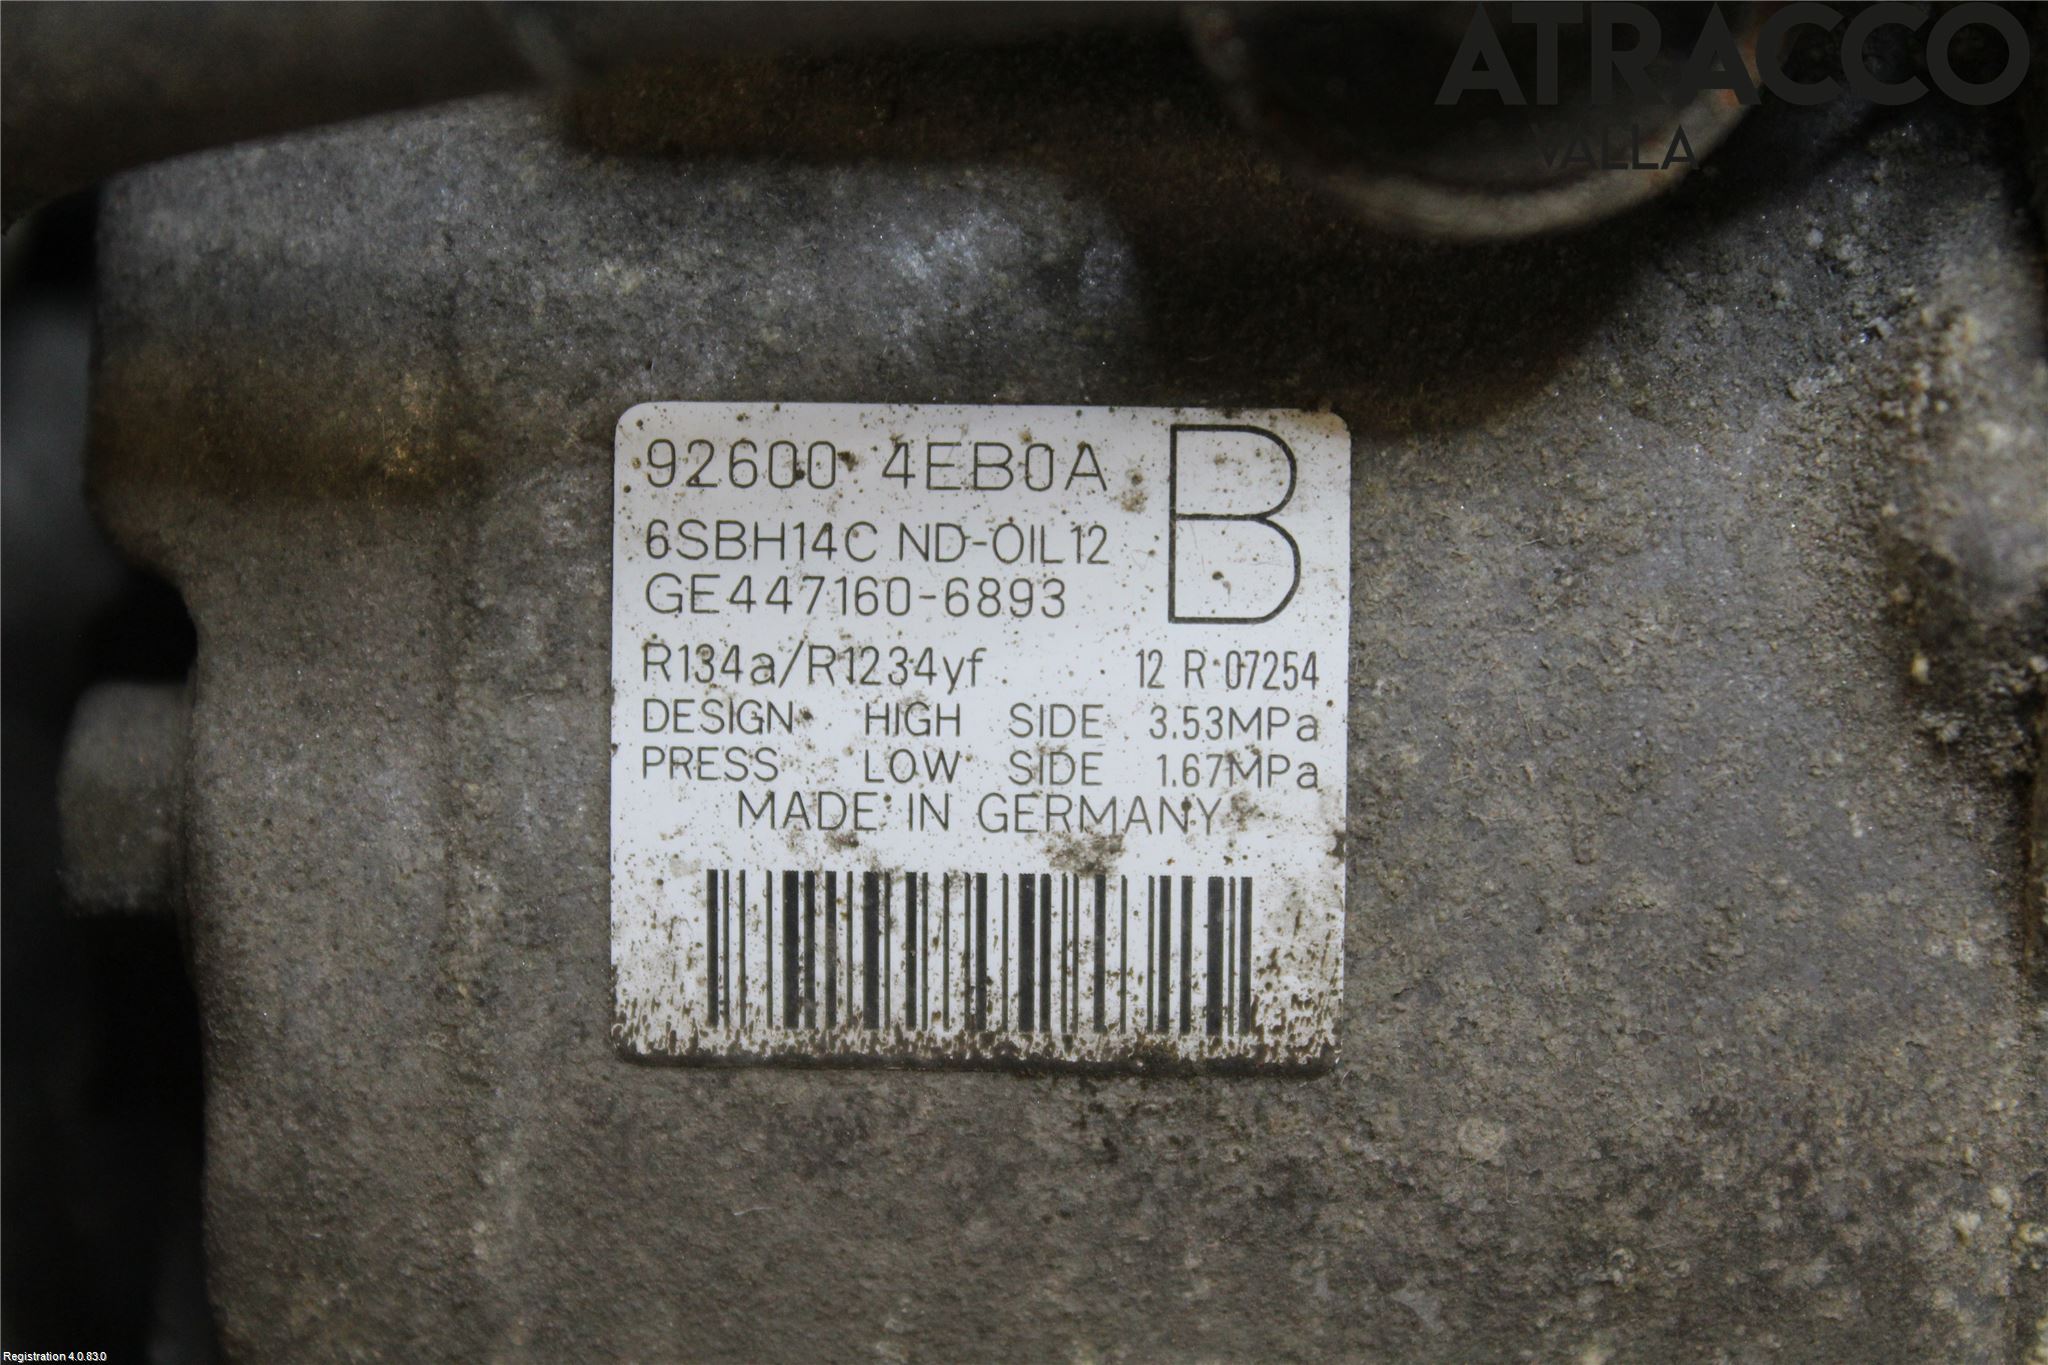 ATRACCO
VALLA
92600 4EB0A
B
6SBH14C ND-OIL12
GE447160-6893
R134a/R1234yf 12 R 07254
DESIGN HIGH SIDE 3.53MPa
PRESS LOW SIDE 1.67MPa
MADE IN GERMANY
Registration 4.0.83.0